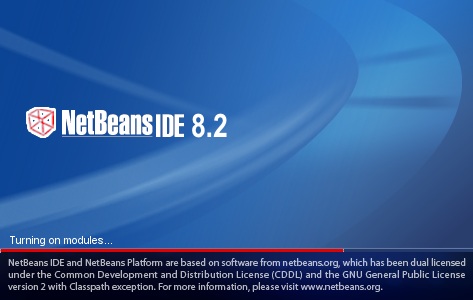 NetBeans IDE 8.2
Turning on modules...
NetBeans IDE and NetBeans Platform are based on software from netbeans.org, which has been dual licensed
under the Common Development and Distribution License (CDDL) and the GNU General Public License
version 2 with Classpath exception. For more information, please visit www.netbeans.org.